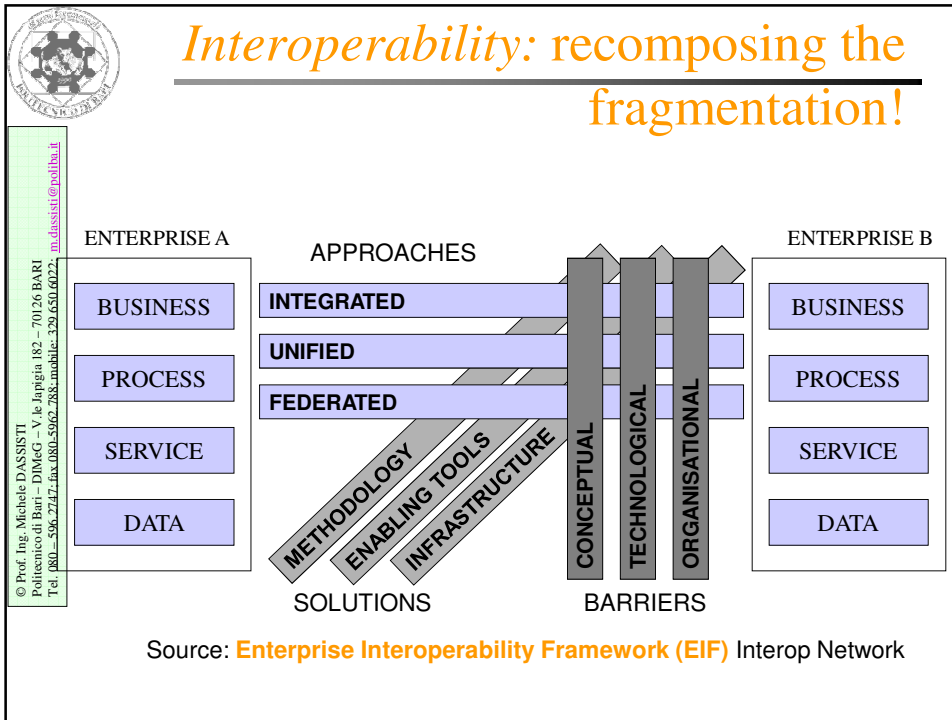 Interoperability: recomposing the
fragmentation!
POLITECNICO DI BARI
© Prof. Ing. Michele DASSISTI
Politecnico di Bari – DIMeG – V.le Japigia 182 – 70126 BARI
Tel. 080 – 596.2747; fax 080-5962.788; mobile: 329 650 6022; m.dassisti@poliba.it
ENTERPRISE A
BUSINESS
PROCESS
SERVICE
DATA
APPROACHES
INTEGRATED
UNIFIED
FEDERATED
METHODOLOGY
ENABLING TOOLS
INFRASTRUCTURE
SOLUTIONS
CONCEPTUAL
TECHNOLOGICAL
ORGANISATIONAL
BARRIERS
ENTERPRISE B
BUSINESS
PROCESS
SERVICE
DATA
Source: Enterprise Interoperability Framework (EIF) Interop Network